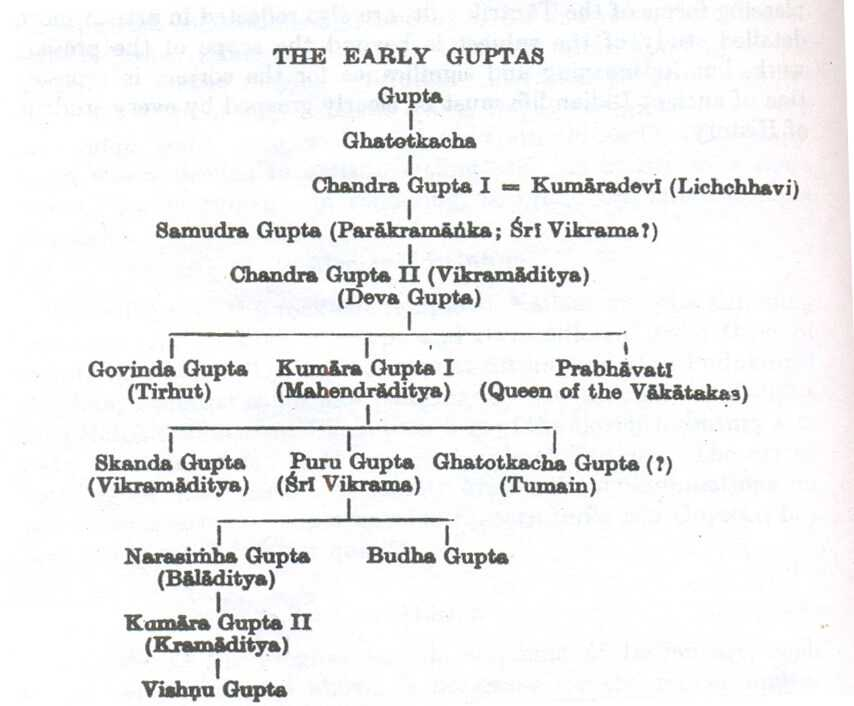 THE EARLY GUPTAS
Gupta
Ghatotkacha
Chandra Gupta I = Kumāradevī (Lichchhavi)
Samudra Gupta (Parākramāṅka; Śrī Vikrama?)
Chandra Gupta II (Vikramāditya)
(Deva Gupta)
Govinda Gupta Kumāra Gupta I Prabhāvatī
(Tirhut) (Mahendrāditya) (Queen of the Vākāṭakas)
Skanda Gupta Puru Gupta Ghatotkacha Gupta (?)
(Vikramāditya) (Śrī Vikrama) (Tumain)
Narasiṁha Gupta Budha Gupta
(Bālāditya)
Kumāra Gupta II
(Kramāditya)
Vishṇu Gupta